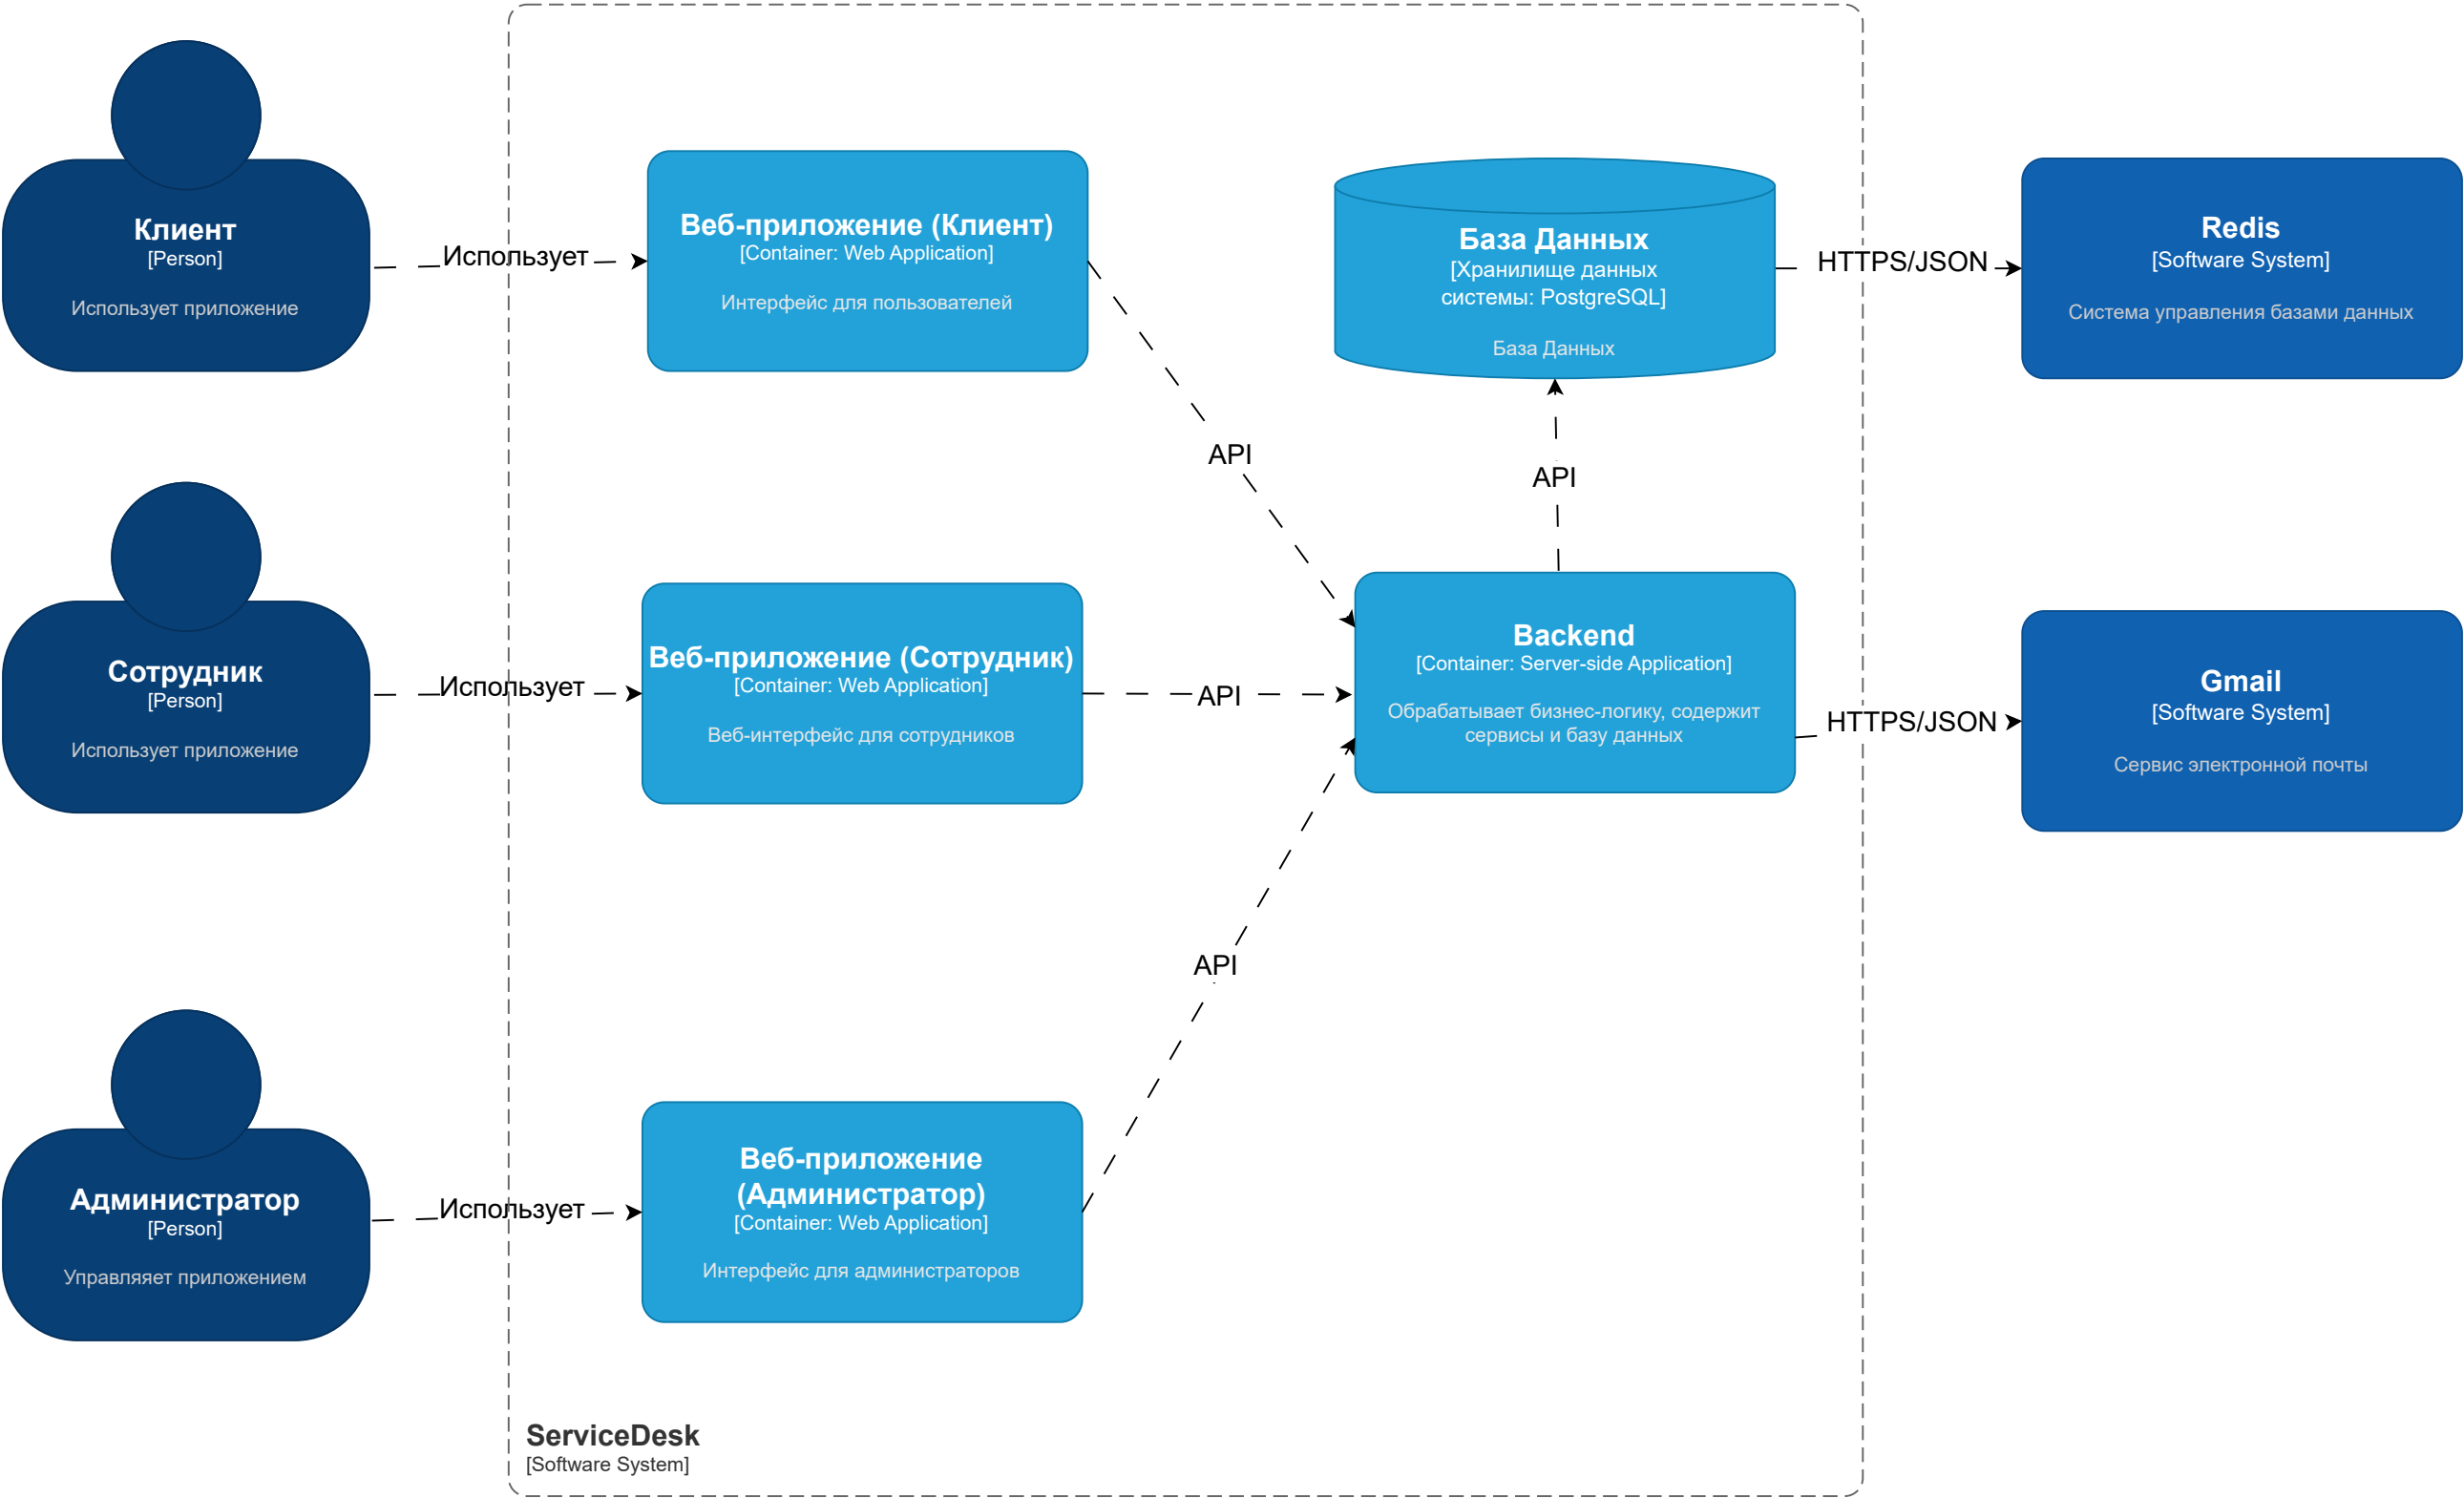 Клиент
[Person]
Использует приложение
Использует
Веб-приложение (Клиент)
[Container: Web Application]
Интерфейс для пользователей
База Данных
[Хранилище данных
системы: PostgreSQL]
База Данных
HTTPS/JSON
Redis
[Software System]
Система управления базами данных
API
API
Сотрудник
[Person]
Использует приложение
Использует
Веб-приложение (Сотрудник)
[Container: Web Application]
Веб-интерфейс для сотрудников
API
Backend
[Container: Server-side Application]
Обрабатывает бизнес-логику, содержит
сервисы и базу данных
HTTPS/JSON
Gmail
[Software System]
Сервис электронной почты
API
Администратор
[Person]
Управляяет приложением
Использует
Веб-приложение
(Администратор)
[Container: Web Application]
Интерфейс для администраторов
ServiceDesk
[Software System]